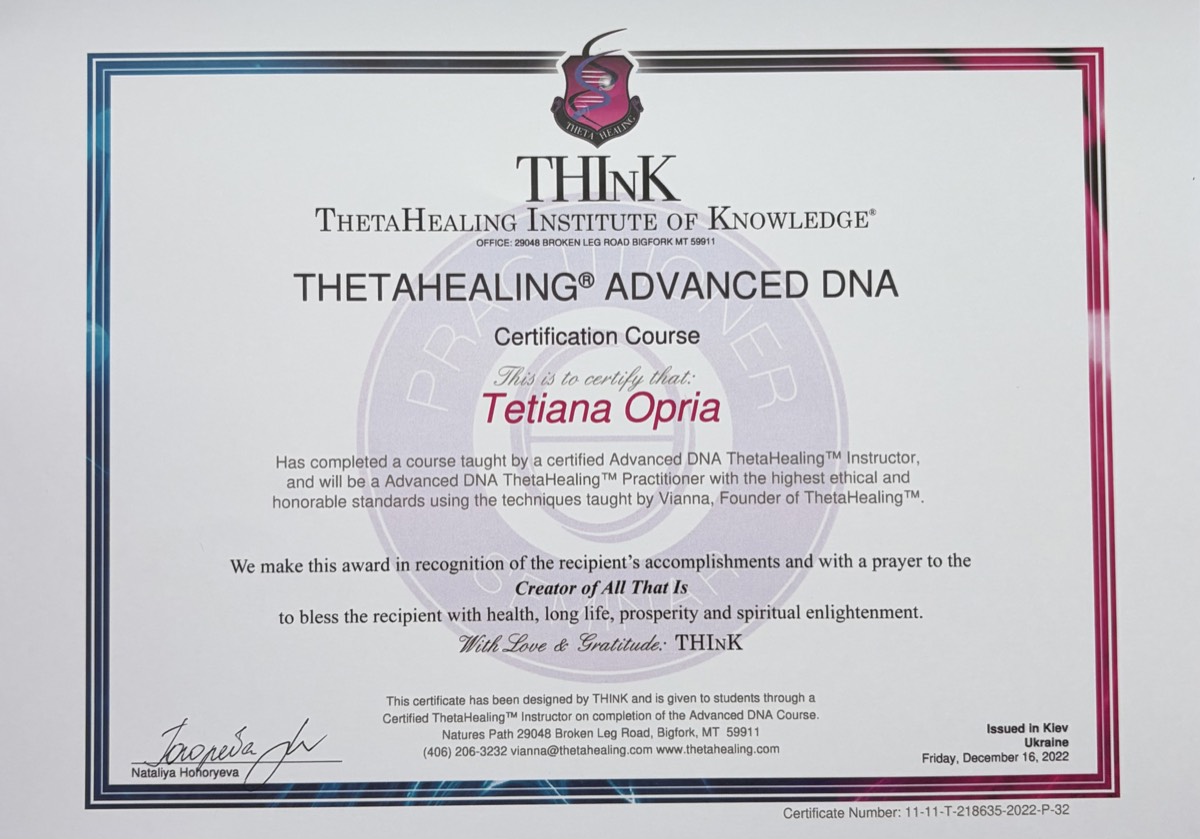 THETA HEALING
THInK
ThetaHealing Institute of Knowledge®
OFFICE: 29048 BROKEN LEG ROAD BIGFORK MT 59911
THETAHEALING® ADVANCED DNA
Certification Course
This is to certify that:
Tetiana Opria
PRACTITIONER
Has completed a course taught by a certified Advanced DNA ThetaHealing™ Instructor,
and will be a Advanced DNA ThetaHealing™ Practitioner with the highest ethical and
honorable standards using the techniques taught by Vianna, Founder of ThetaHealing™.
We make this award in recognition of the recipient's accomplishments and with a prayer to the
Creator of All That Is
to bless the recipient with health, long life, prosperity and spiritual enlightenment.
With Love & Gratitude: THInK
This certificate has been designed by THINK and is given to students through a
Certified ThetaHealing™ Instructor on completion of the Advanced DNA Course.
Natures Path 29048 Broken Leg Road, Bigfork, MT 59911
(406) 206-3232 vianna@thetahealing.com www.thetahealing.com
Nataliya Hohoryeva
Issued in Kiev
Ukraine
Friday, December 16, 2022
Certificate Number: 11-11-T-218635-2022-P-32